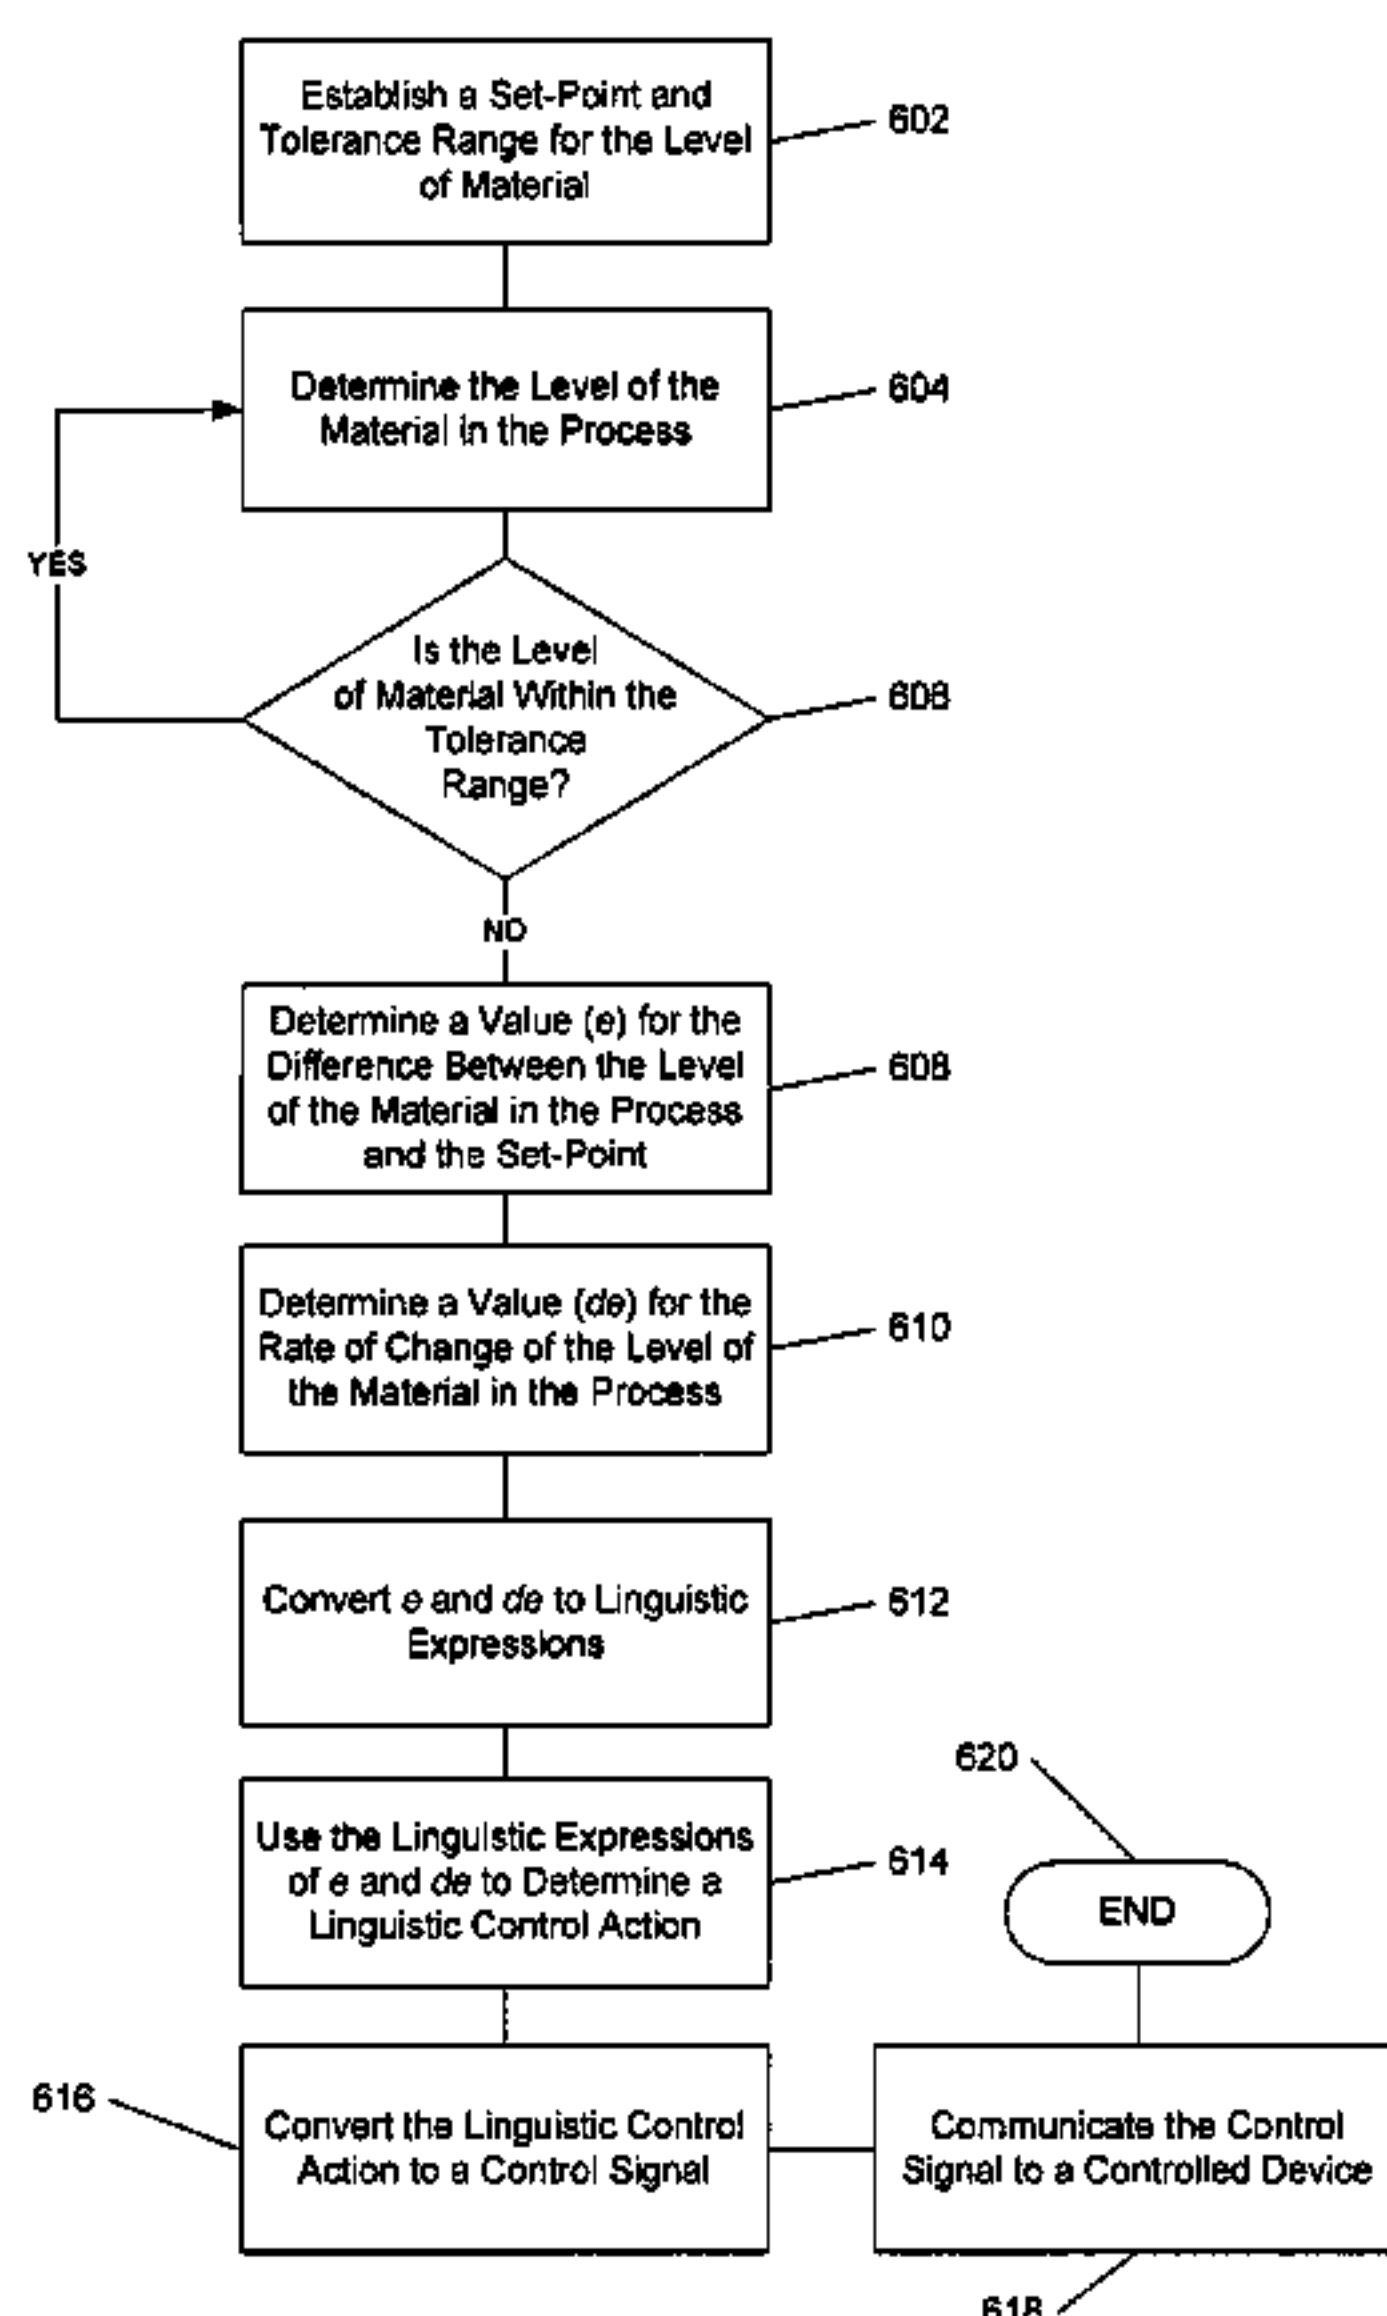 Establish a Set-Point and
Tolerance Range for the Level
of Material
602
Determine the Level of the
Material in the Process
604
YES
Is the Level
of Material Within the
Tolerance
Range?
606
NO
Determine a Value (e) for the
Difference Between the Level
of the Material in the Process
and the Set-Point
608
Determine a Value (de) for the
Rate of Change of the Level of
the Material in the Process
610
Convert e and de to Linguistic
Expressions
612
Use the Linguistic Expressions
of e and de to Determine a
Linguistic Control Action
614
620
END
616
Convert the Linguistic Control
Action to a Control Signal
Communicate the Control
Signal to a Controlled Device
618